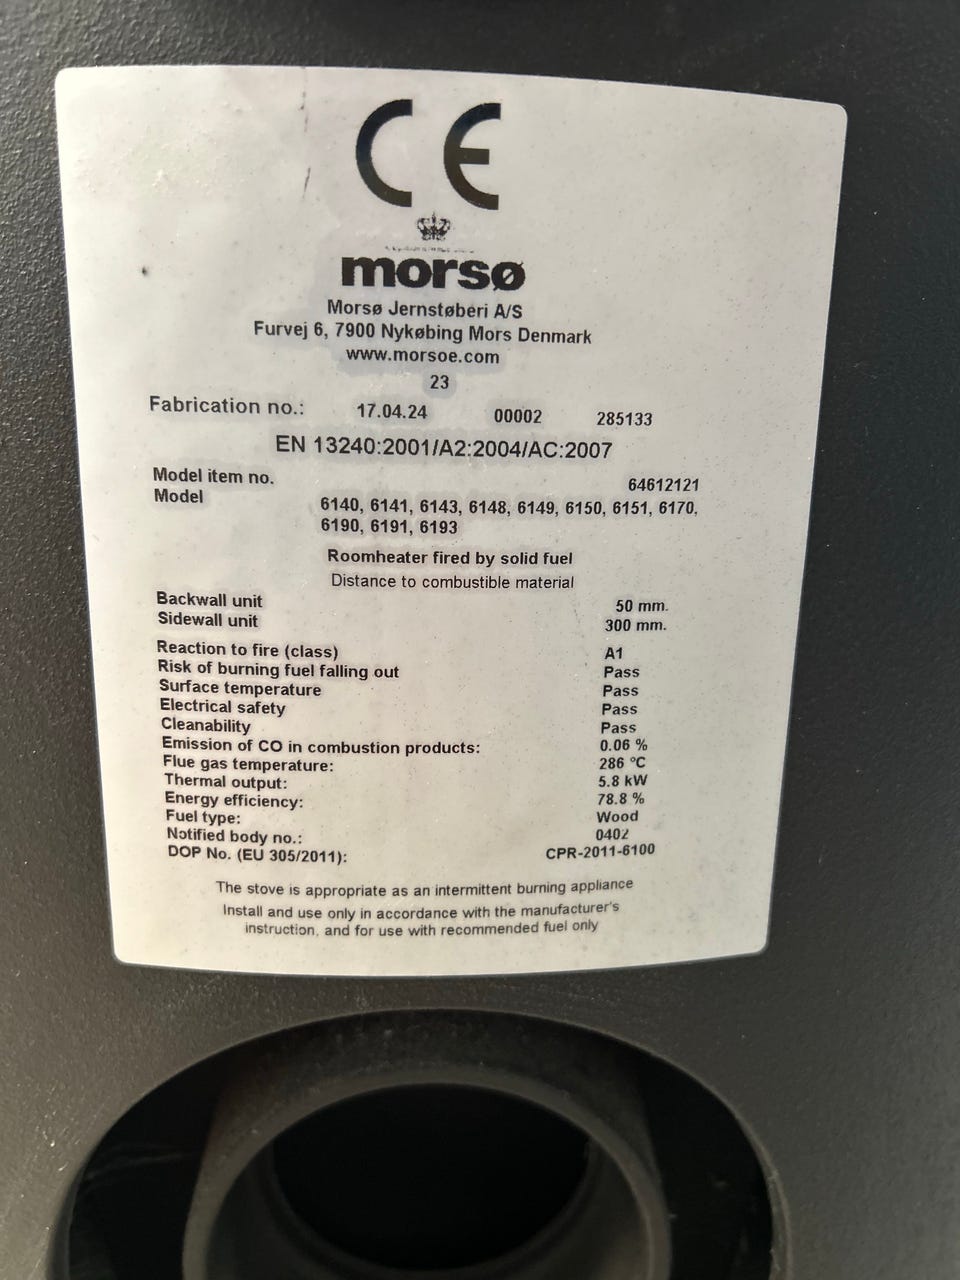 CE
morsø
Morsø Jernstøberi A/S
Furvej 6, 7900 Nykøbing Mors Denmark
www.morsoe.com
23
Fabrication no.: 17.04.24 00002 285133
EN 13240:2001/A2:2004/AC:2007
Model item no. 64612121
Model 6140, 6141, 6143, 6148, 6149, 6150, 6151, 6170,
6190, 6191, 6193
Roomheater fired by solid fuel
Distance to combustible material
Backwall unit 50 mm.
Sidewall unit 300 mm.
Reaction to fire (class) A1
Risk of burning fuel falling out Pass
Surface temperature Pass
Electrical safety Pass
Cleanability Pass
Emission of CO in combustion products: 0.06 %
Flue gas temperature: 286 °C
Thermal output: 5.8 kW
Energy efficiency: 78.8 %
Fuel type: Wood
Notified body no.: 0402
DOP No. (EU 305/2011): CPR-2011-6100
The stove is appropriate as an intermittent burning appliance
Install and use only in accordance with the manufacturer's
instruction, and for use with recommended fuel only